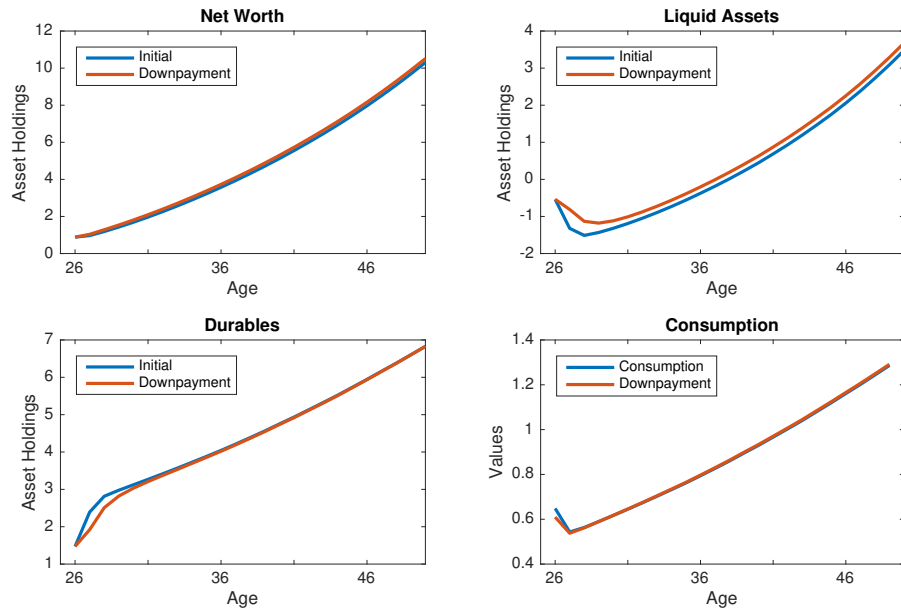 Net Worth
12
10
8
6
4
2
0
Asset Holdings
Initial
Downpayment
26
36
46
Age
Liquid Assets
4
3
2
1
0
-1
-2
Asset Holdings
Initial
Downpayment
26
36
46
Age
Durables
7
6
5
4
3
2
1
Asset Holdings
Initial
Downpayment
26
36
46
Age
Consumption
1.4
1.2
1
0.8
0.6
0.4
Values
Consumption
Downpayment
26
36
46
Age